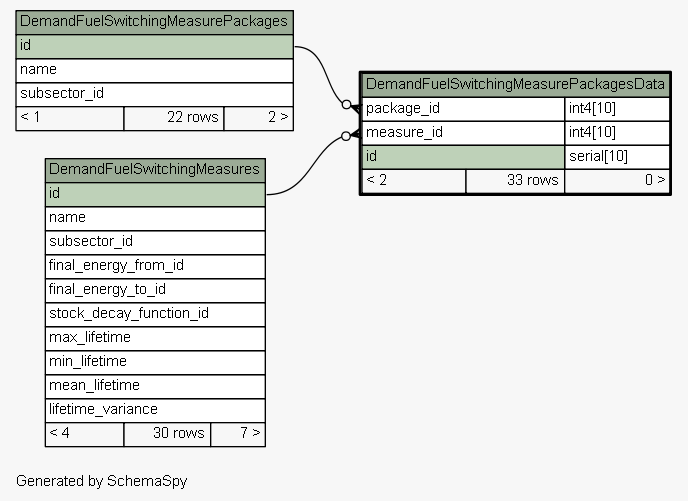 DemandFuelSwitchingMeasurePackages
id
name
subsector_id
< 1 22 rows 2 >
DemandFuelSwitchingMeasurePackagesData
package_id int4[10]
measure_id int4[10]
id serial[10]
< 2 33 rows 0 >
DemandFuelSwitchingMeasures
id
name
subsector_id
final_energy_from_id
final_energy_to_id
stock_decay_function_id
max_lifetime
min_lifetime
mean_lifetime
lifetime_variance
< 4 30 rows 7 >
Generated by SchemaSpy